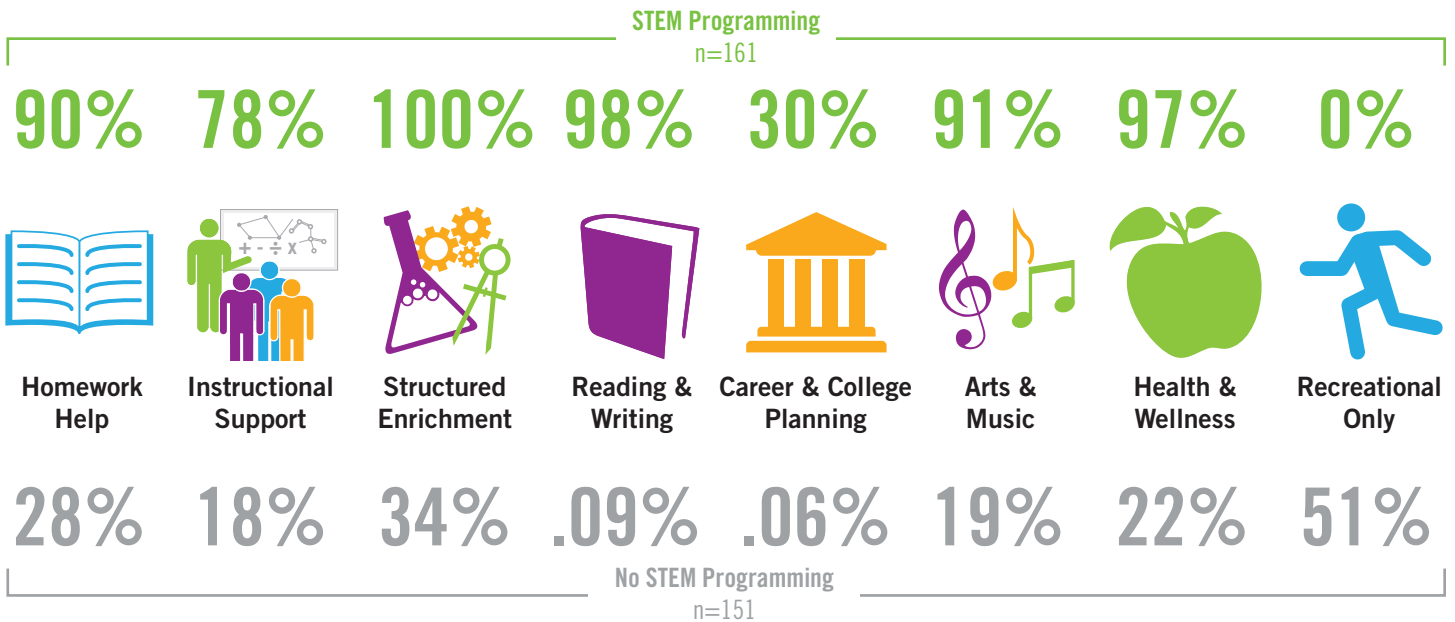 STEM Programming
n=161
90% 78% 100% 98% 30% 91% 97% 0%
+ - ÷ x
Homework Instructional Structured Reading & Career & College Arts & Health & Recreational
Help Support Enrichment Writing Planning Music Wellness Only
28% 18% 34% .09% .06% 19% 22% 51%
No STEM Programming
n=151